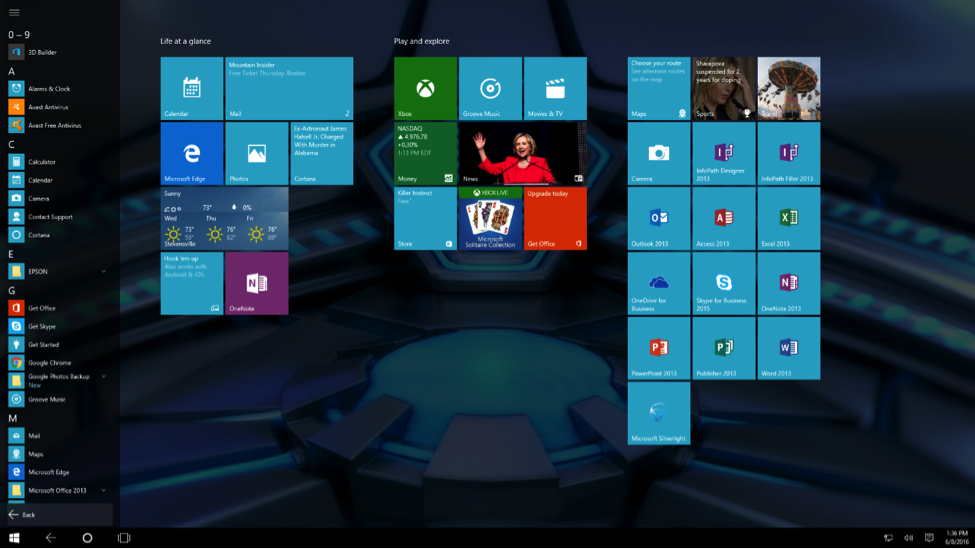 0 – 9
3D Builder
A
Alarms & Clock
Avast Antivirus
Avast Free Antivirus
C
Calculator
Calendar
Camera
Contact Support
Cortana
E
EPSON
G
Get Office
Get Skype
Get Started
Google Chrome
Google Photos Backup
New
Groove Music
M
Mail
Maps
Microsoft Edge
Microsoft Office 2013
Back
Life at a glance
Calendar
Mountain Insider
Free Ticket Thursday: Boston
Mail
2
Microsoft Edge
Photos
Ex-Astronaut James
Halsell Jr. Charged
With Murder in
Alabama
Cortana
Sunny
73° 0%
Wed Thu Fri
73° 76° 76°
62° 69°
Stevensville
Hook 'em up
Also works with
Android & iOS.
OneNote
Play and explore
Xbox
Groove Music
Movies & TV
NASDAQ
▲ 4,976.78
+0.30%
1:13 PM EDT
Money
News
Killer Instinct
Free*
Store
XBOX LIVE
Microsoft
Solitaire Collection
Upgrade today
Get Office
Choose your route
See alternate routes
on the map
Maps
Sharapova
suspended for 2
years for doping
Sports
Travel
Camera
InfoPath Designer
2013
InfoPath Filler 2013
Outlook 2013
Access 2013
Excel 2013
OneDrive for
Business
Skype for Business
2015
OneNote 2013
PowerPoint 2013
Publisher 2013
Word 2013
Microsoft Silverlight
1:36 PM
6/8/2016